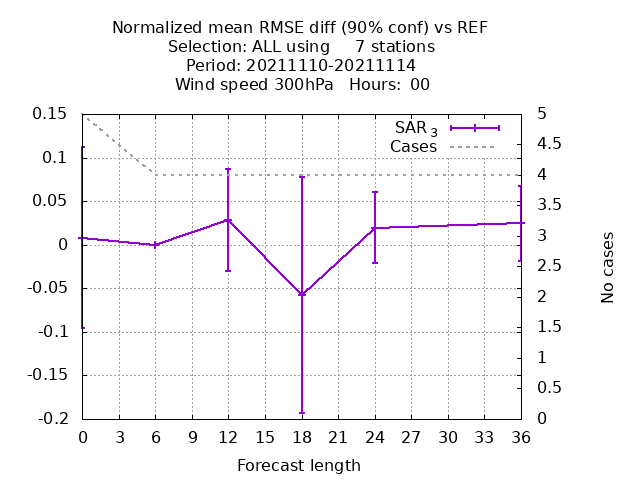 Normalized mean RMSE diff (90% conf) vs REF
Selection: ALL using 7 stations
Period: 20211110-20211114
Wind speed 300hPa Hours: 00
SAR 3
Cases
0.15
0.1
0.05
0
-0.05
-0.1
-0.15
-0.2
5
4.5
4
3.5
3
2.5
2
1.5
1
0.5
0
No cases
0 3 6 9 12 15 18 21 24 27 30 33 36
Forecast length